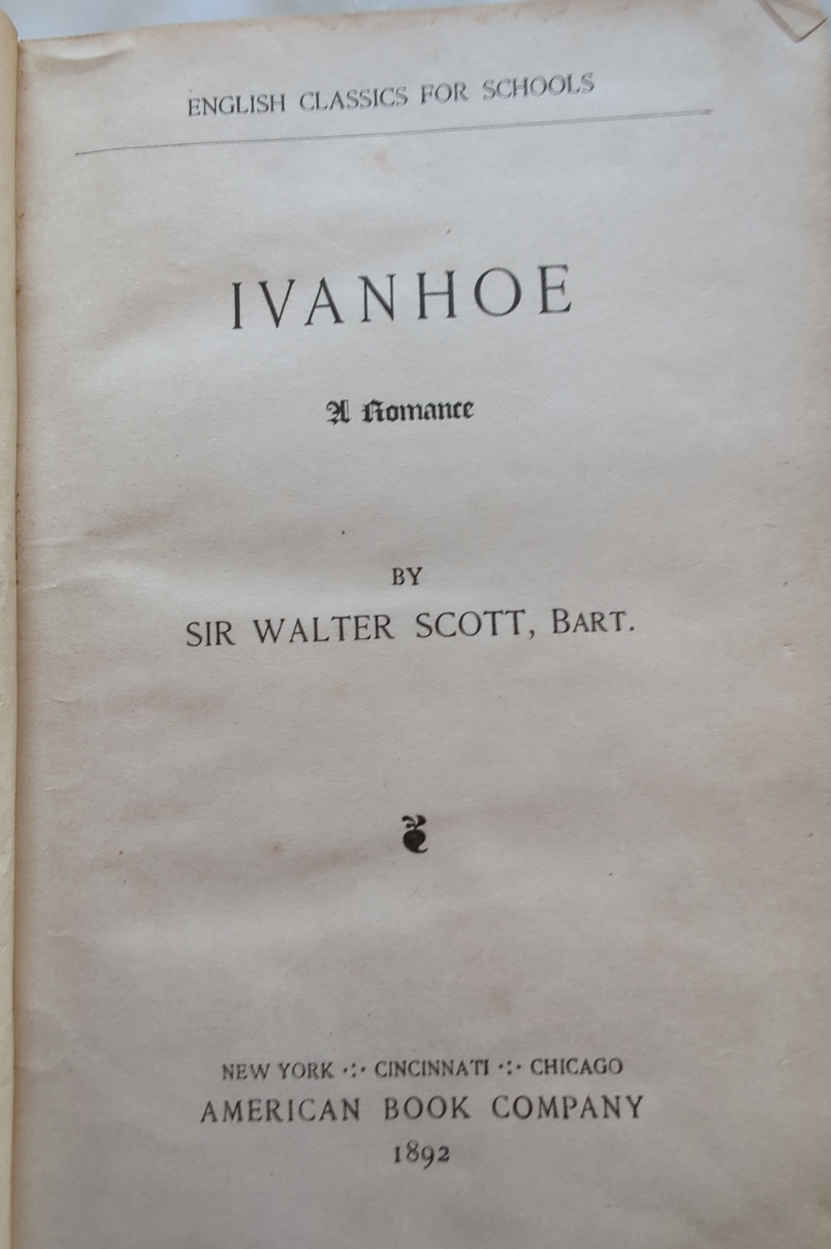 ENGLISH CLASSICS FOR SCHOOLS
IVANHOE
A Romance
BY
SIR WALTER SCOTT, BART.
NEW YORK ·:· CINCINNATI ·:· CHICAGO
AMERICAN BOOK COMPANY
1892